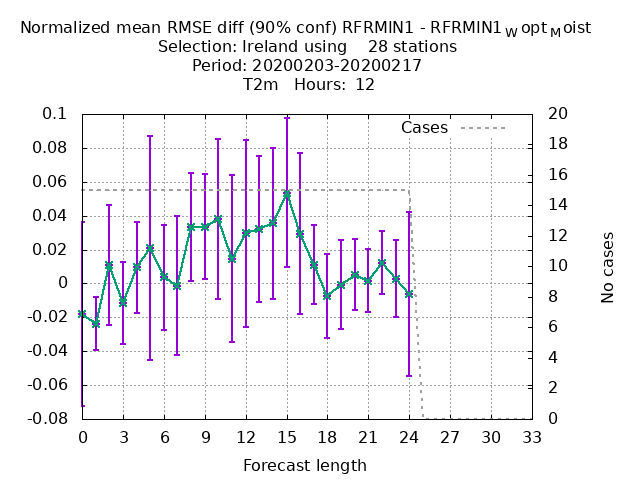 Normalized mean RMSE diff (90% conf) RFRMIN1 - RFRMIN1WoptMoist
Selection: Ireland using 28 stations
Period: 20200203-20200217
T2m Hours: 12
Cases
0.1
0.08
0.06
0.04
0.02
0
-0.02
-0.04
-0.06
-0.08
20
18
16
14
12
10
8
6
4
2
0
No cases
0 3 6 9 12 15 18 21 24 27 30 33
Forecast length